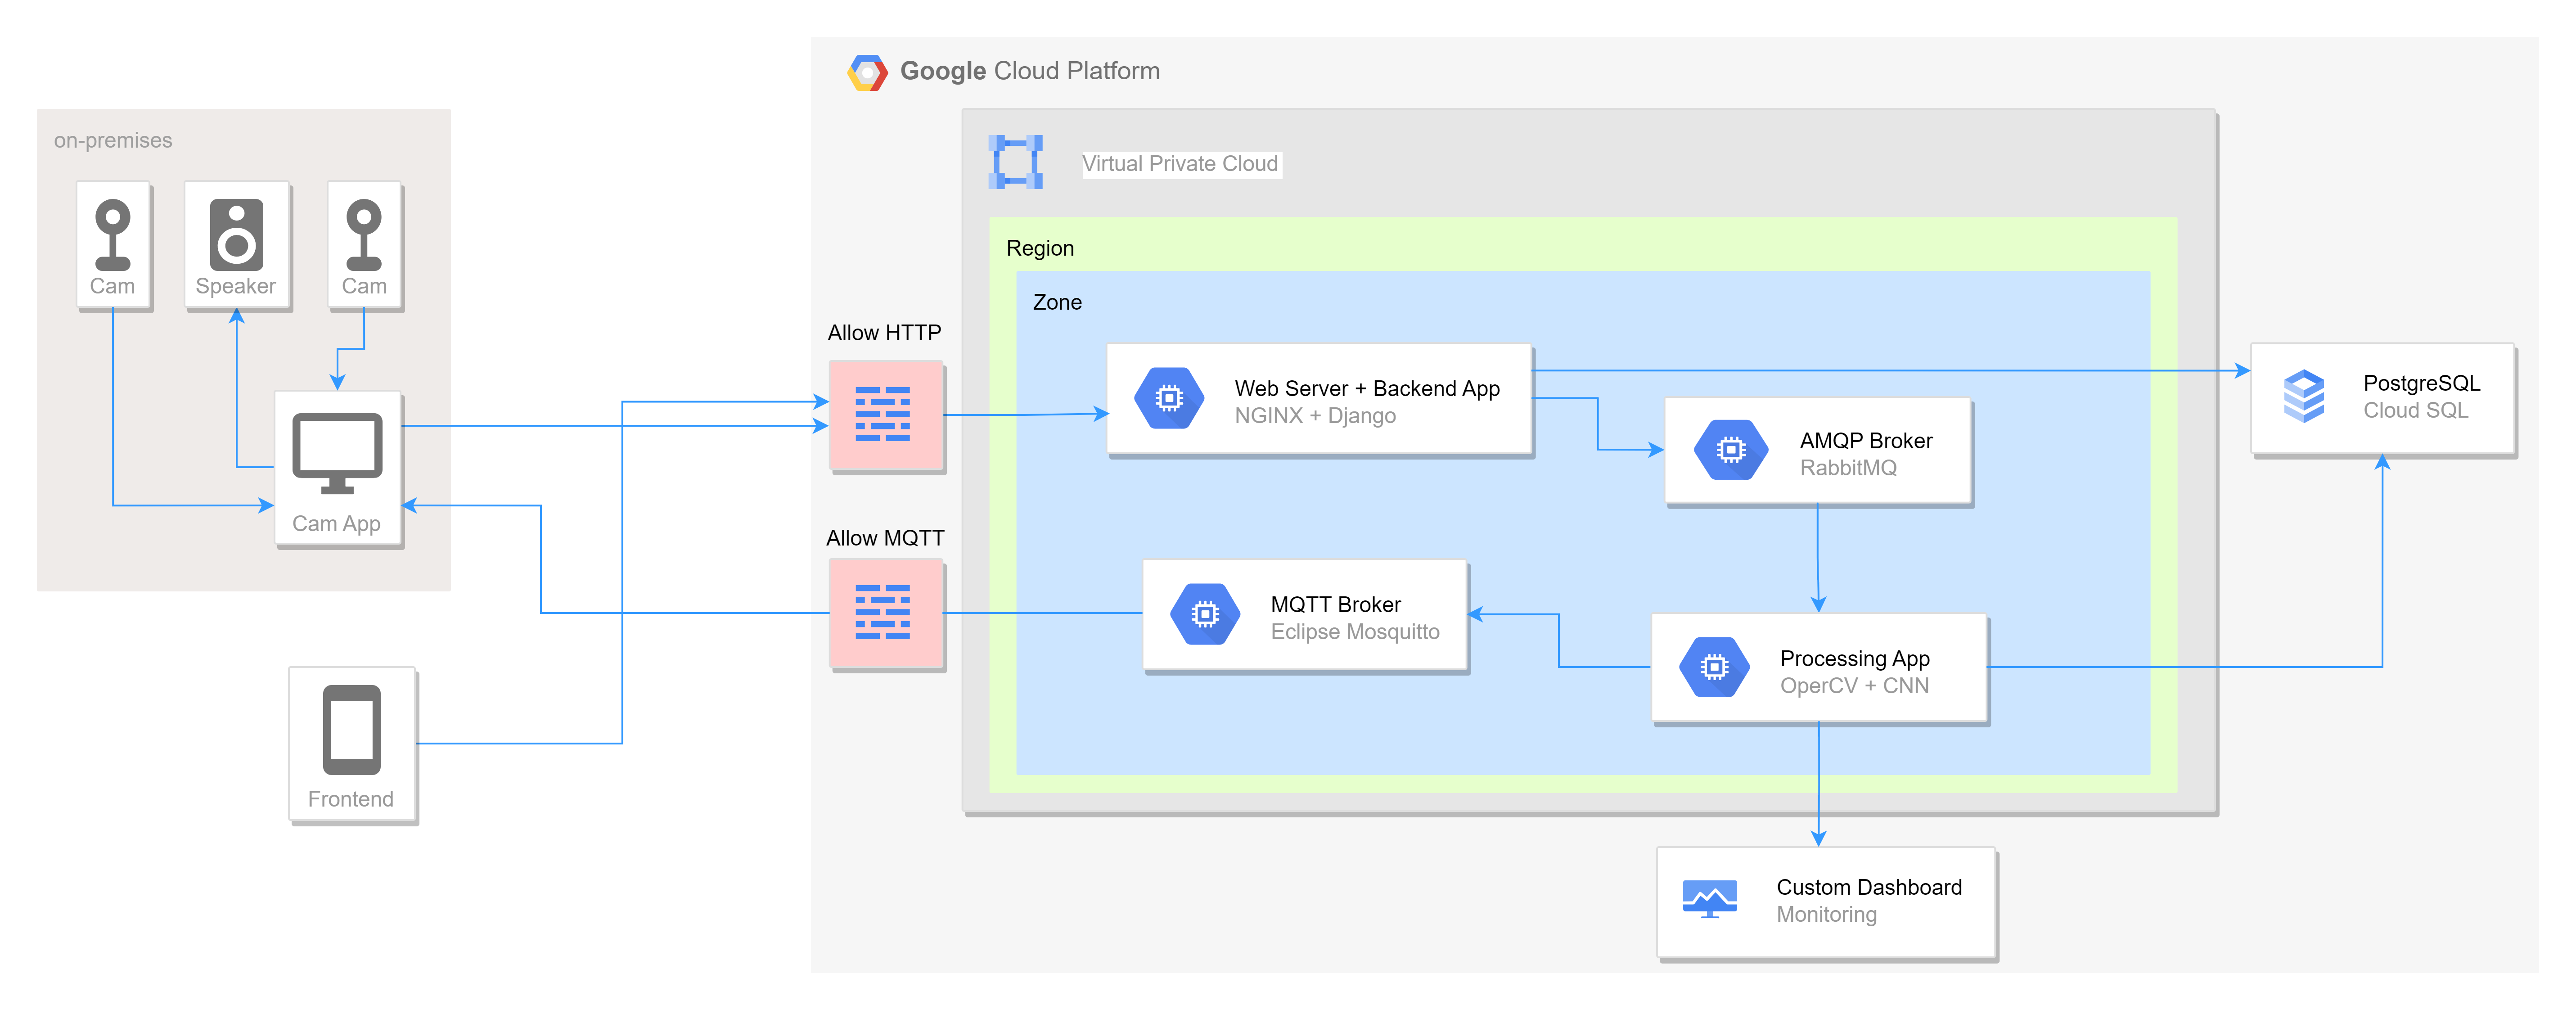 Google Cloud Platform
on-premises
Virtual Private Cloud
Cam
Speaker
Cam
Region
Zone
Allow HTTP
Web Server + Backend App
NGINX + Django
PostgreSQL
Cloud SQL
AMQP Broker
RabbitMQ
Cam App
Allow MQTT
MQTT Broker
Eclipse Mosquitto
Processing App
OperCV + CNN
Frontend
Custom Dashboard
Monitoring